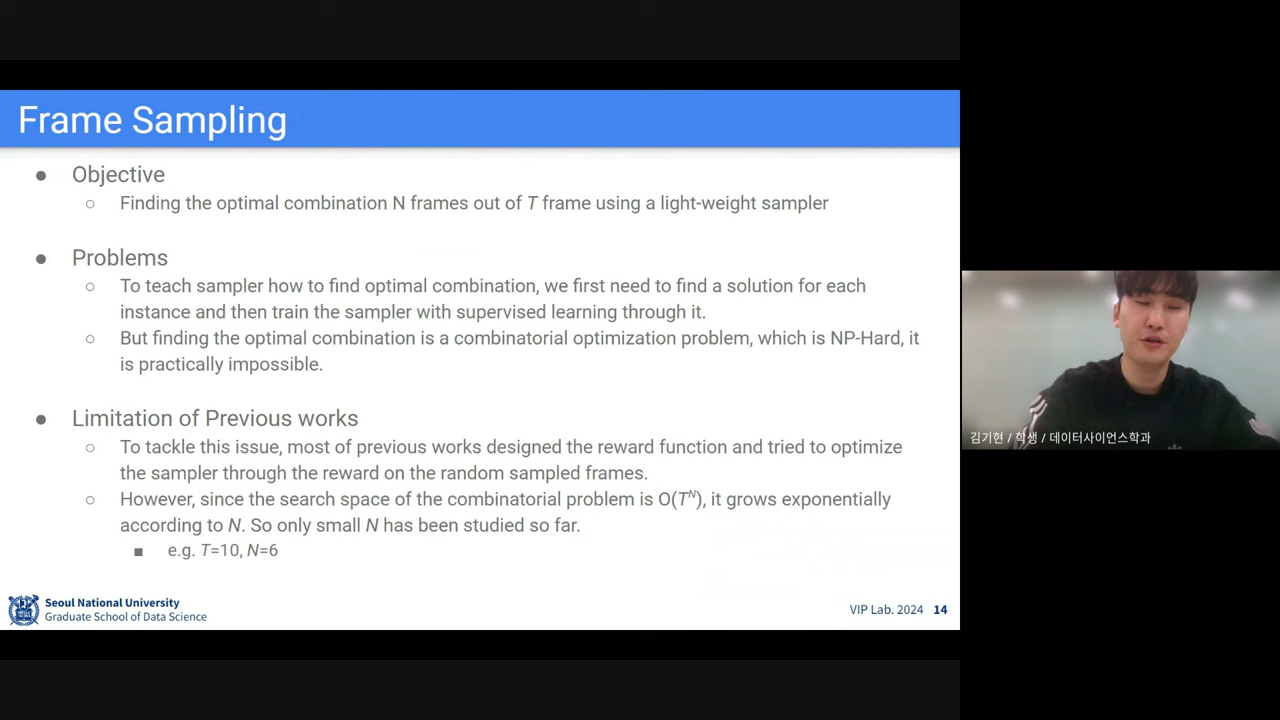 Frame Sampling
● Objective
○ Finding the optimal combination N frames out of T frame using a light-weight sampler
● Problems
○ To teach sampler how to find optimal combination, we first need to find a solution for each
instance and then train the sampler with supervised learning through it.
○ But finding the optimal combination is a combinatorial optimization problem, which is NP-Hard, it
is practically impossible.
● Limitation of Previous works
○ To tackle this issue, most of previous works designed the reward function and tried to optimize
the sampler through the reward on the random sampled frames.
○ However, since the search space of the combinatorial problem is O(Tᴺ), it grows exponentially
according to N. So only small N has been studied so far.
■ e.g. T=10, N=6
Seoul National University
Graduate School of Data Science
VIP Lab. 2024 14
김기현 / 학생 / 데이터사이언스학과